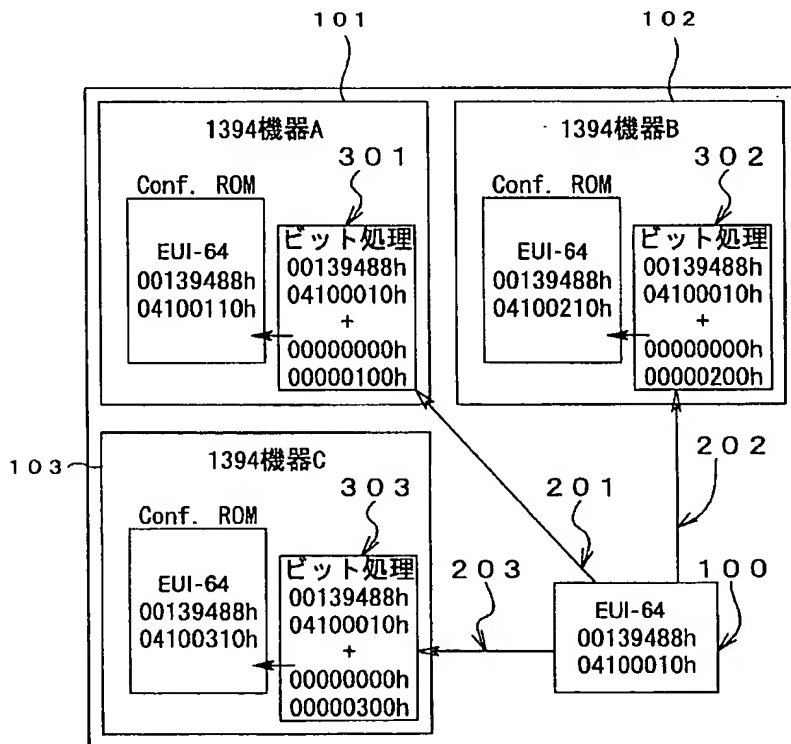 101
102
1394機器A
301
Conf. ROM
EUI-64
00139488h
04100110h
ビット処理
00139488h
04100010h
+
00000000h
00000100h
1394機器B
302
Conf. ROM
EUI-64
00139488h
04100210h
ビット処理
00139488h
04100010h
+
00000000h
00000200h
103
1394機器C
303
Conf. ROM
EUI-64
00139488h
04100310h
ビット処理
00139488h
04100010h
+
00000000h
00000300h
201
202
203
100
EUI-64
00139488h
04100010h